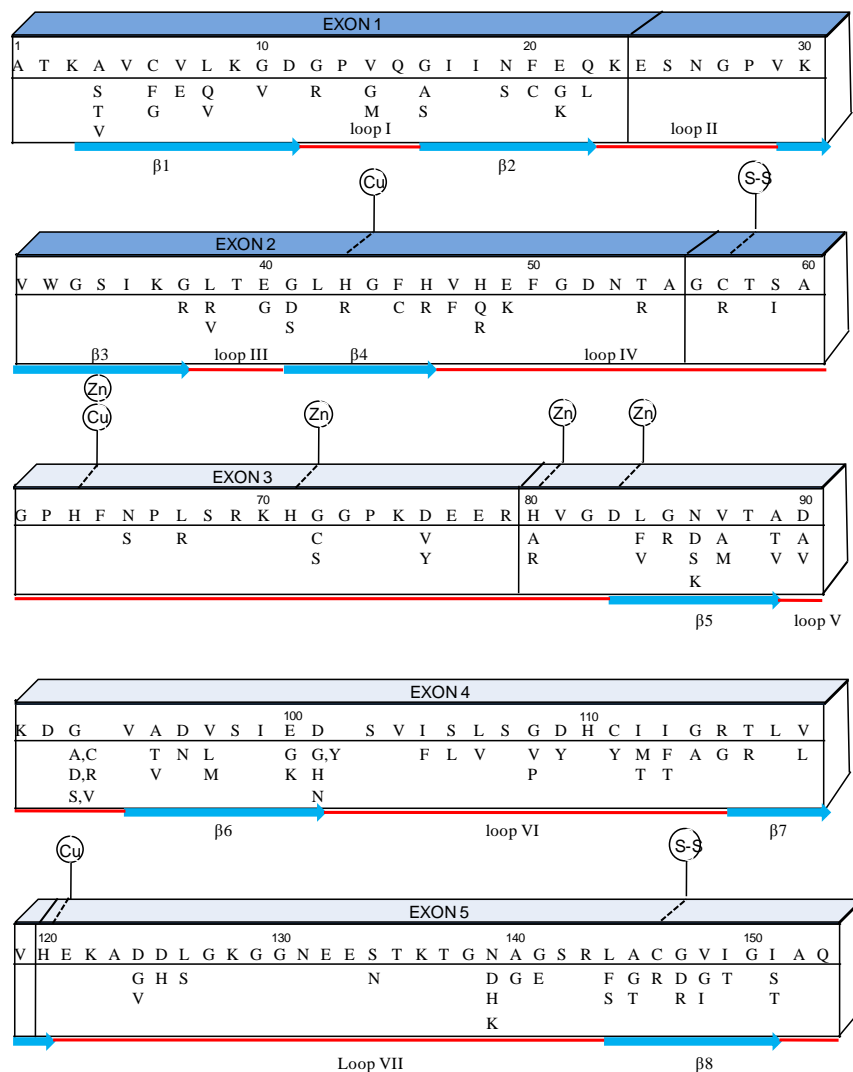 EXON 1
1 10 20 30
A T K A V C V L K G D G P V Q G I I N F E Q K E S N G P V K
S F E Q V R G A S C G L
T G V M S K
V loop I loop II
β1 β2
Cu S-S
EXON 2
40 50 60
V W G S I K G L T E G L H G F H V H E F G D N T A G C T S A
R R G D R C R F Q K R R I
V S R
β3 loop III β4 loop IV
Zn
Cu Zn Zn Zn
EXON 3
70 80 90
G P H F N P L S R K H G G P K D E E R H V G D L G N V T A D
S R C V A F R D A T A
S Y R V S M V V
K
β5 loop V
EXON 4
100 110
K D G V A D V S I E D S V I S L S G D H C I I G R T L V
A,C T N L G G,Y F L V V Y Y M F A G R L
D,R V M K H P T T
S,V N
β6 loop VI β7
Cu S-S
EXON 5
120 130 140 150
V H E K A D D L G K G G N E E S T K T G N A G S R L A C G V I G I A Q
G H S N D G E F G R D G T S
V H S T R I T
K
Loop VII β8